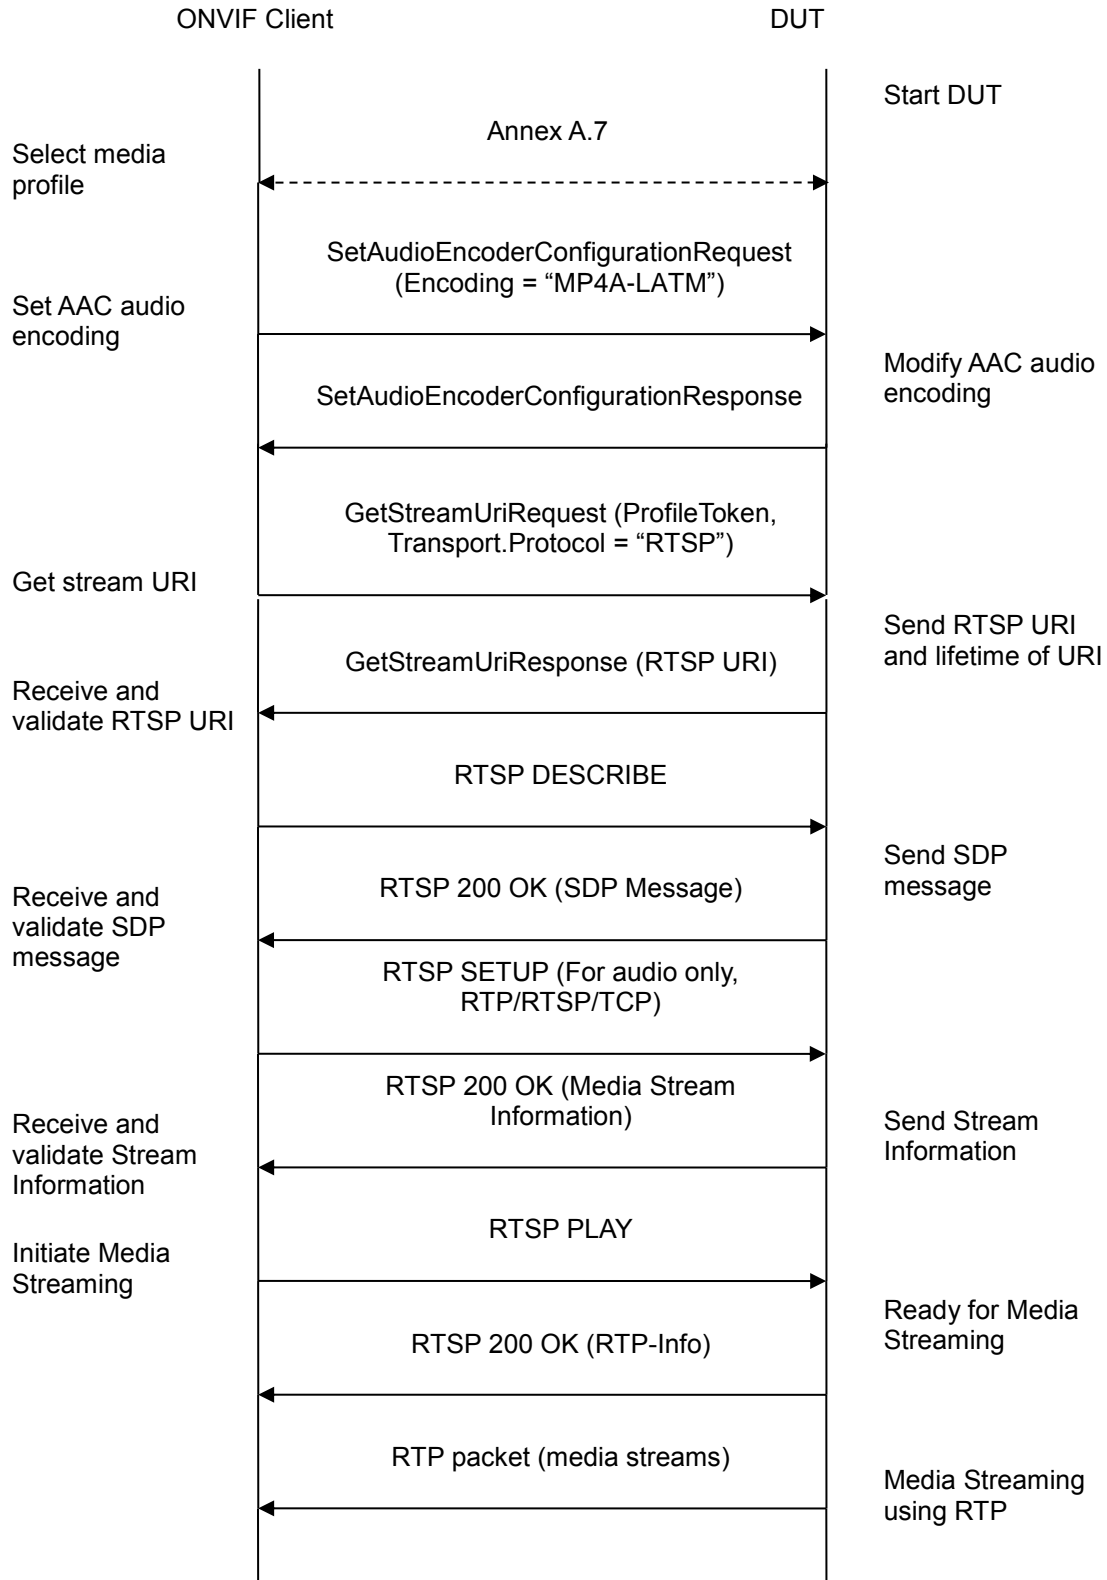 ONVIF Client
DUT
Start DUT
Annex A.7
Select media
profile
SetAudioEncoderConfigurationRequest
(Encoding = “MP4A-LATM”)
Set AAC audio
encoding
Modify AAC audio
encoding
SetAudioEncoderConfigurationResponse
GetStreamUriRequest (ProfileToken,
Transport.Protocol = “RTSP”)
Get stream URI
Send RTSP URI
and lifetime of URI
GetStreamUriResponse (RTSP URI)
Receive and
validate RTSP URI
RTSP DESCRIBE
Send SDP
message
RTSP 200 OK (SDP Message)
Receive and
validate SDP
message
RTSP SETUP (For audio only,
RTP/RTSP/TCP)
RTSP 200 OK (Media Stream
Information)
Send Stream
Information
Receive and
validate Stream
Information
RTSP PLAY
Initiate Media
Streaming
Ready for Media
Streaming
RTSP 200 OK (RTP-Info)
RTP packet (media streams)
Media Streaming
using RTP